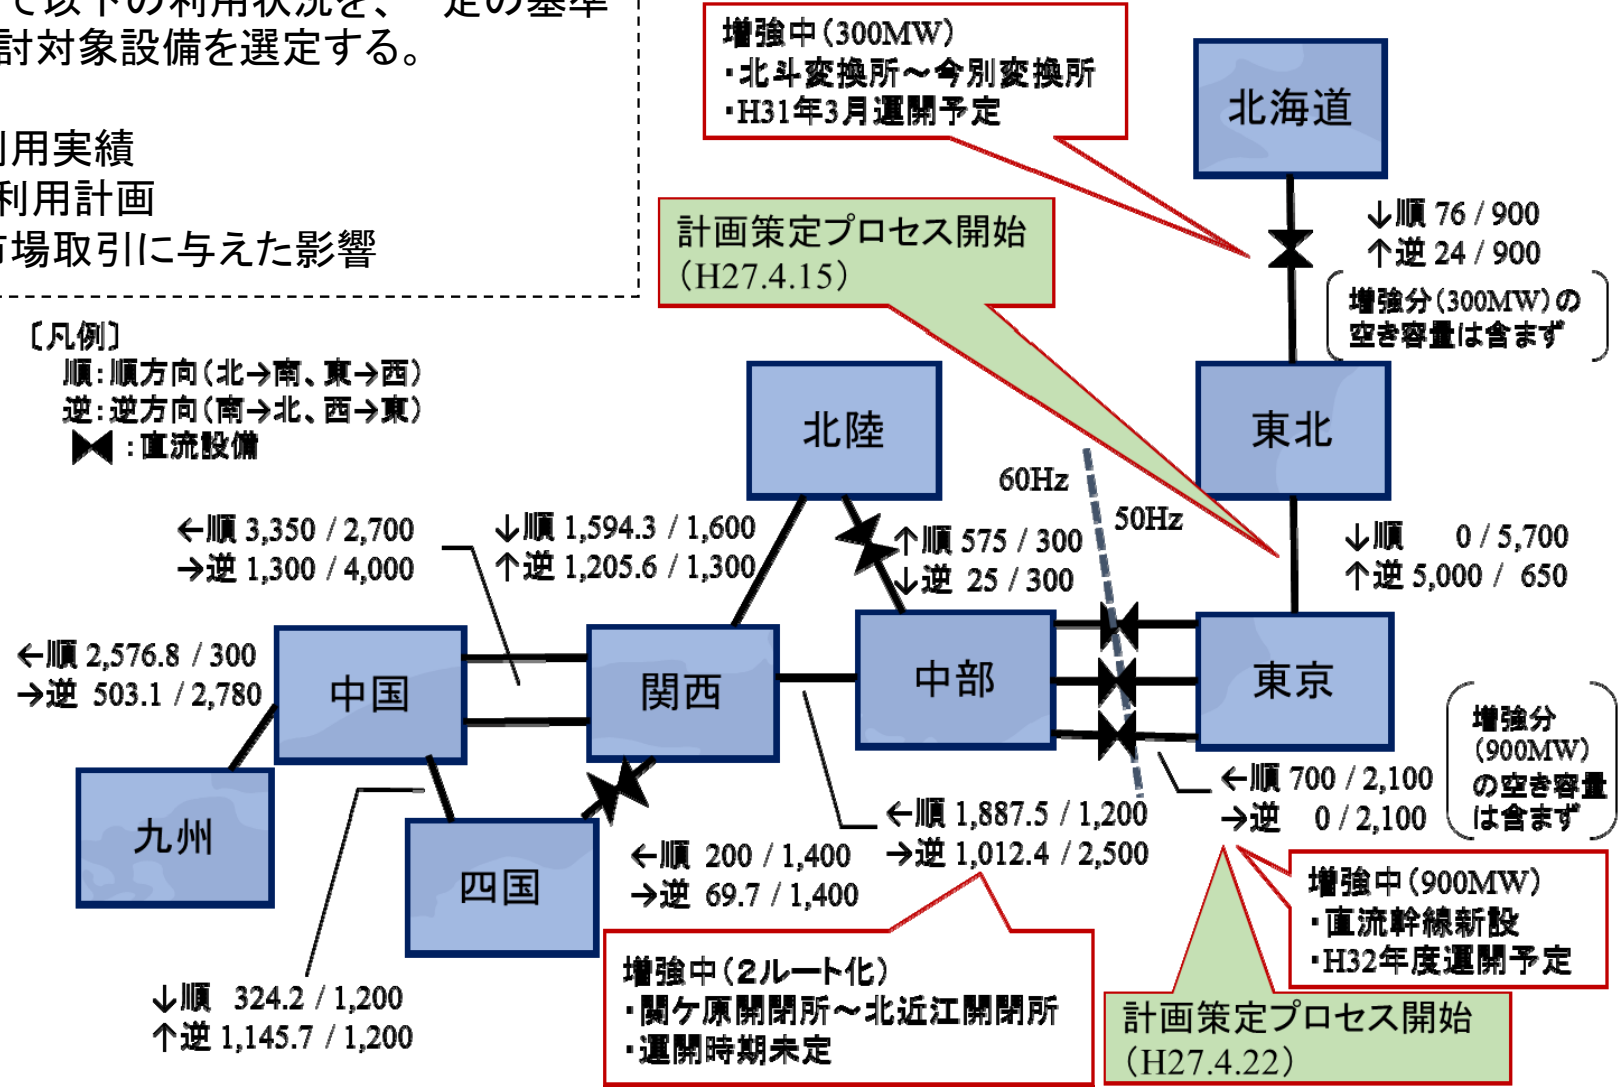 て以下の利用状況を、一定の基準
討対象設備を選定する。
利用実績
利用計画
市場取引に与えた影響
〔凡例〕
順:順方向(北→南、東→西)
逆:逆方向(南→北、西→東)
:直流設備
増強中(300MW)
・北斗変換所~今別変換所
・H31年3月運開予定
北海道
計画策定プロセス開始
(H27.4.15)
↓順 76 / 900
↑逆 24 / 900
増強分(300MW)の
空き容量は含まず
北陸
東北
60Hz
50Hz
←順 3,350 / 2,700
→逆 1,300 / 4,000
↓順 1,594.3 / 1,600
↑逆 1,205.6 / 1,300
↑順 575 / 300
↓逆 25 / 300
↓順 0 / 5,700
↑逆 5,000 / 650
←順 2,576.8 / 300
→逆 503.1 / 2,780
中国
関西
中部
東京
増強分
(900MW)
の空き容量
は含まず
九州
四国
←順 200 / 1,400
→逆 69.7 / 1,400
←順 1,887.5 / 1,200
→逆 1,012.4 / 2,500
←順 700 / 2,100
→逆 0 / 2,100
増強中(900MW)
・直流幹線新設
・H32年度運開予定
↓順 324.2 / 1,200
↑逆 1,145.7 / 1,200
増強中(2ルート化)
・関ケ原開閉所~北近江開閉所
・運開時期未定
計画策定プロセス開始
(H27.4.22)